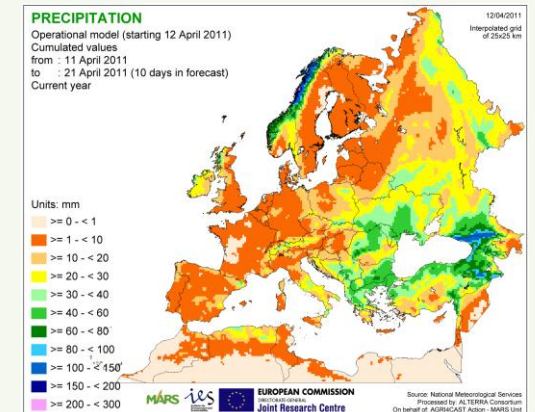 PRECIPITATION
Operational model (starting 12 April 2011)
Cumulated values
from : 11 April 2011
to : 21 April 2011 (10 days in forecast)
Current year
12/04/2011
Interpolated grid
of 25x25 km
Units: mm
>= 0 - < 1
>= 1 - < 10
>= 10 - < 20
>= 20 - < 30
>= 30 - < 40
>= 40 - < 60
>= 60 - < 80
>= 80 - < 100
>= 100 - < 150
>= 150 - < 200
>= 200 - < 300
MARS
ies
EUROPEAN COMMISSION
DIRECTORATE-GENERAL
Joint Research Centre
Source: National Meteorological Services
Processed by: ALTERRA Consortium
On behalf of: AGRI4CAST Action - MARS Unit